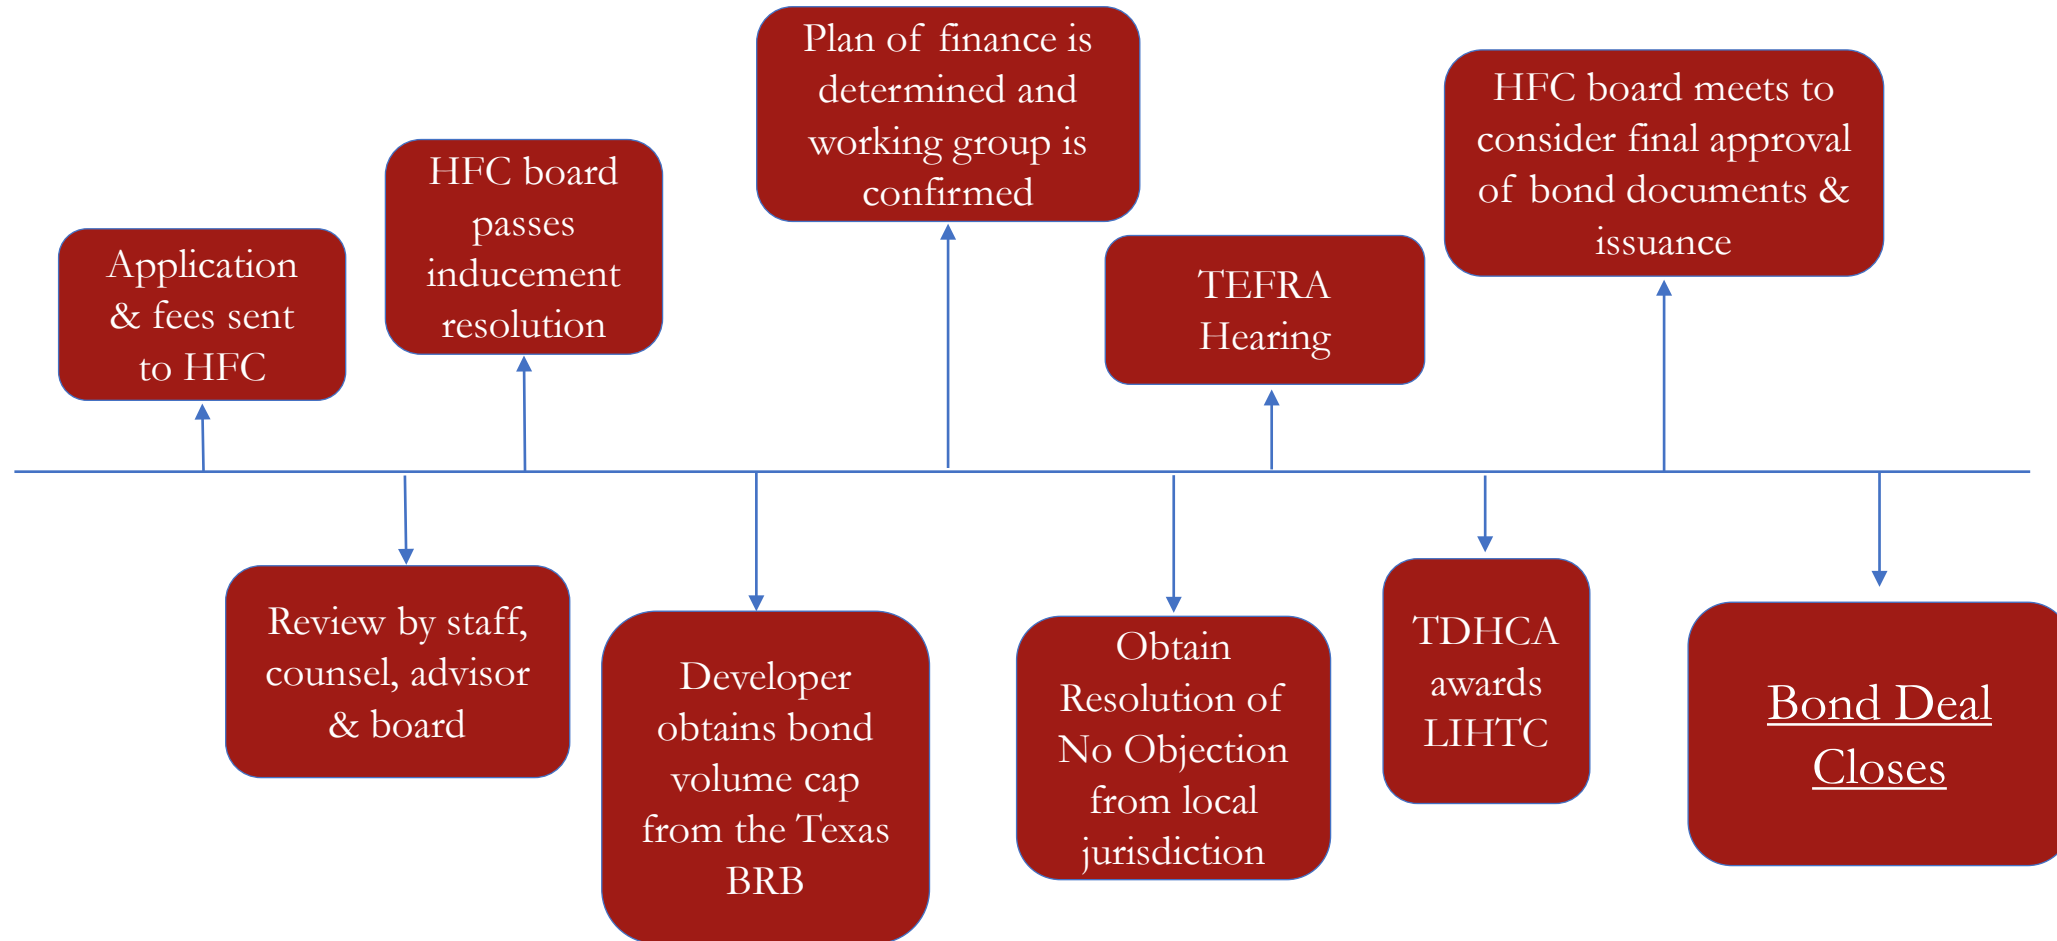 Application
& fees sent
to HFC
Review by staff,
counsel, advisor
& board
HFC board
passes
inducement
resolution
Developer
obtains bond
volume cap
from the Texas
BRB
Plan of finance is
determined and
working group is
confirmed
Obtain
Resolution of
No Objection
from local
jurisdiction
TEFRA
Hearing
TDHCA
awards
LIHTC
HFC board meets to
consider final approval
of bond documents &
issuance
Bond Deal
Closes